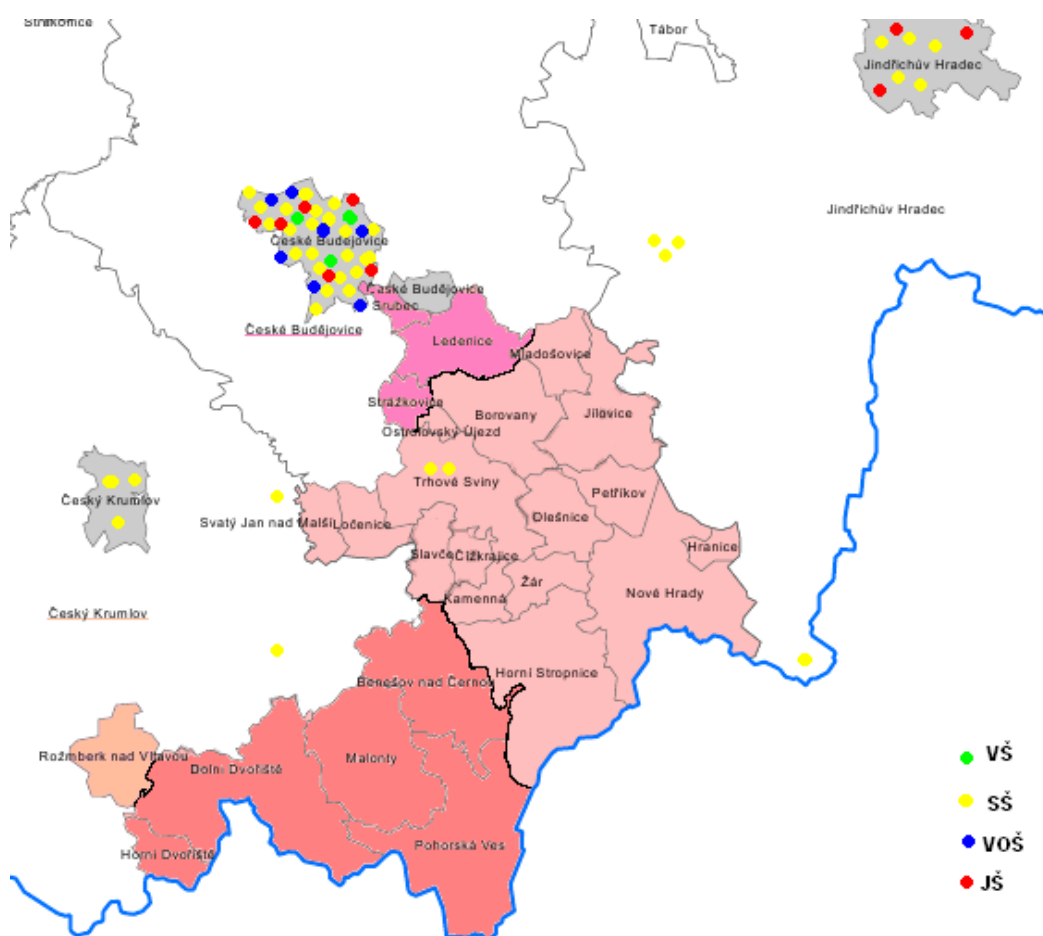 Strakonice
Tábor
Jindřichův Hradec
Jindřichův Hradec
České Budejovice
České Budějovice
Srubec
České Budějovice
Ledenice
Mladošovice
Strážkovice
Borovany
Jílovice
Ostrolovský Újezd
Trhové Sviny
Petříkov
Český Krumlov
Olešnice
Svatý Jan nad Malší
Ločenice
Hranice
Slavče
Čížkrajice
Žár
Kamenná
Nové Hrady
Český Krumlov
Horní Stropnice
Benešov nad Černou
Rožmberk nad Vltavou
Malonty
Dolní Dvořiště
Pohorská Ves
Horní Dvořiště
VŠ
SŠ
VOŠ
JŠ